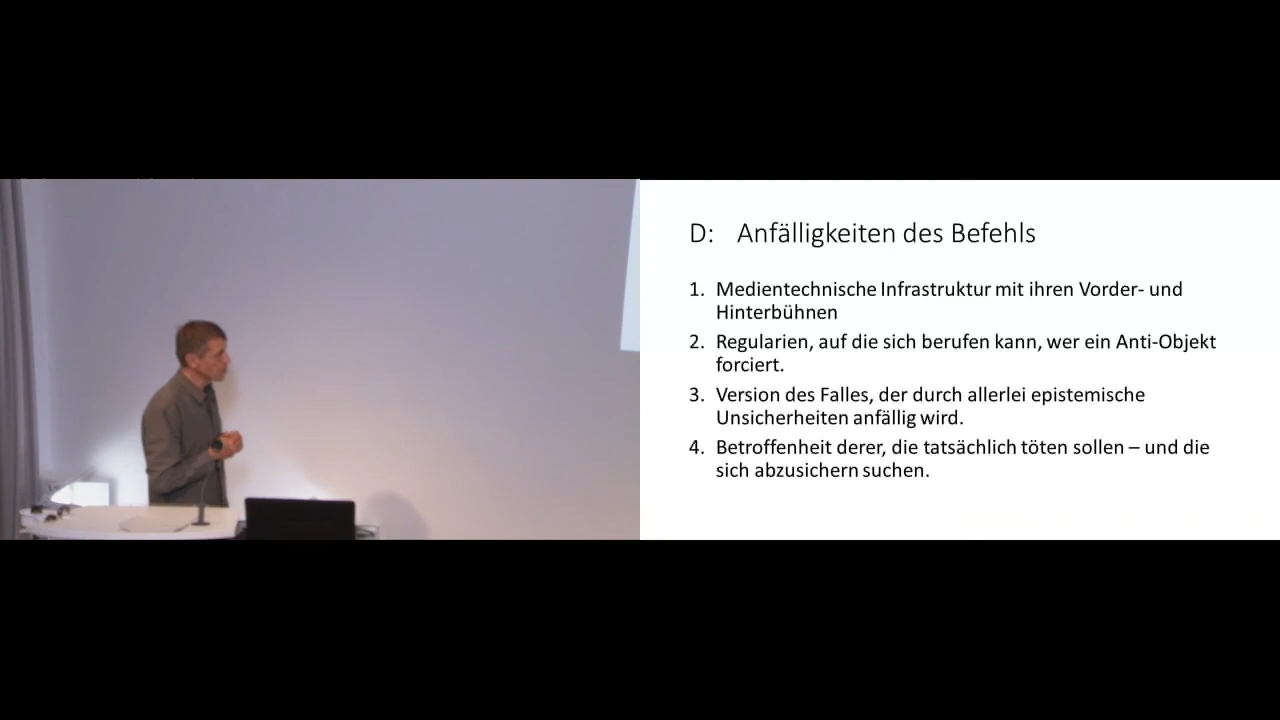 D: Anfälligkeiten des Befehls
1. Medientechnische Infrastruktur mit ihren Vorder- und
Hinterbühnen
2. Regularien, auf die sich berufen kann, wer ein Anti-Objekt
forciert.
3. Version des Falles, der durch allerlei epistemische
Unsicherheiten anfällig wird.
4. Betroffenheit derer, die tatsächlich töten sollen – und die
sich abzusichern suchen.